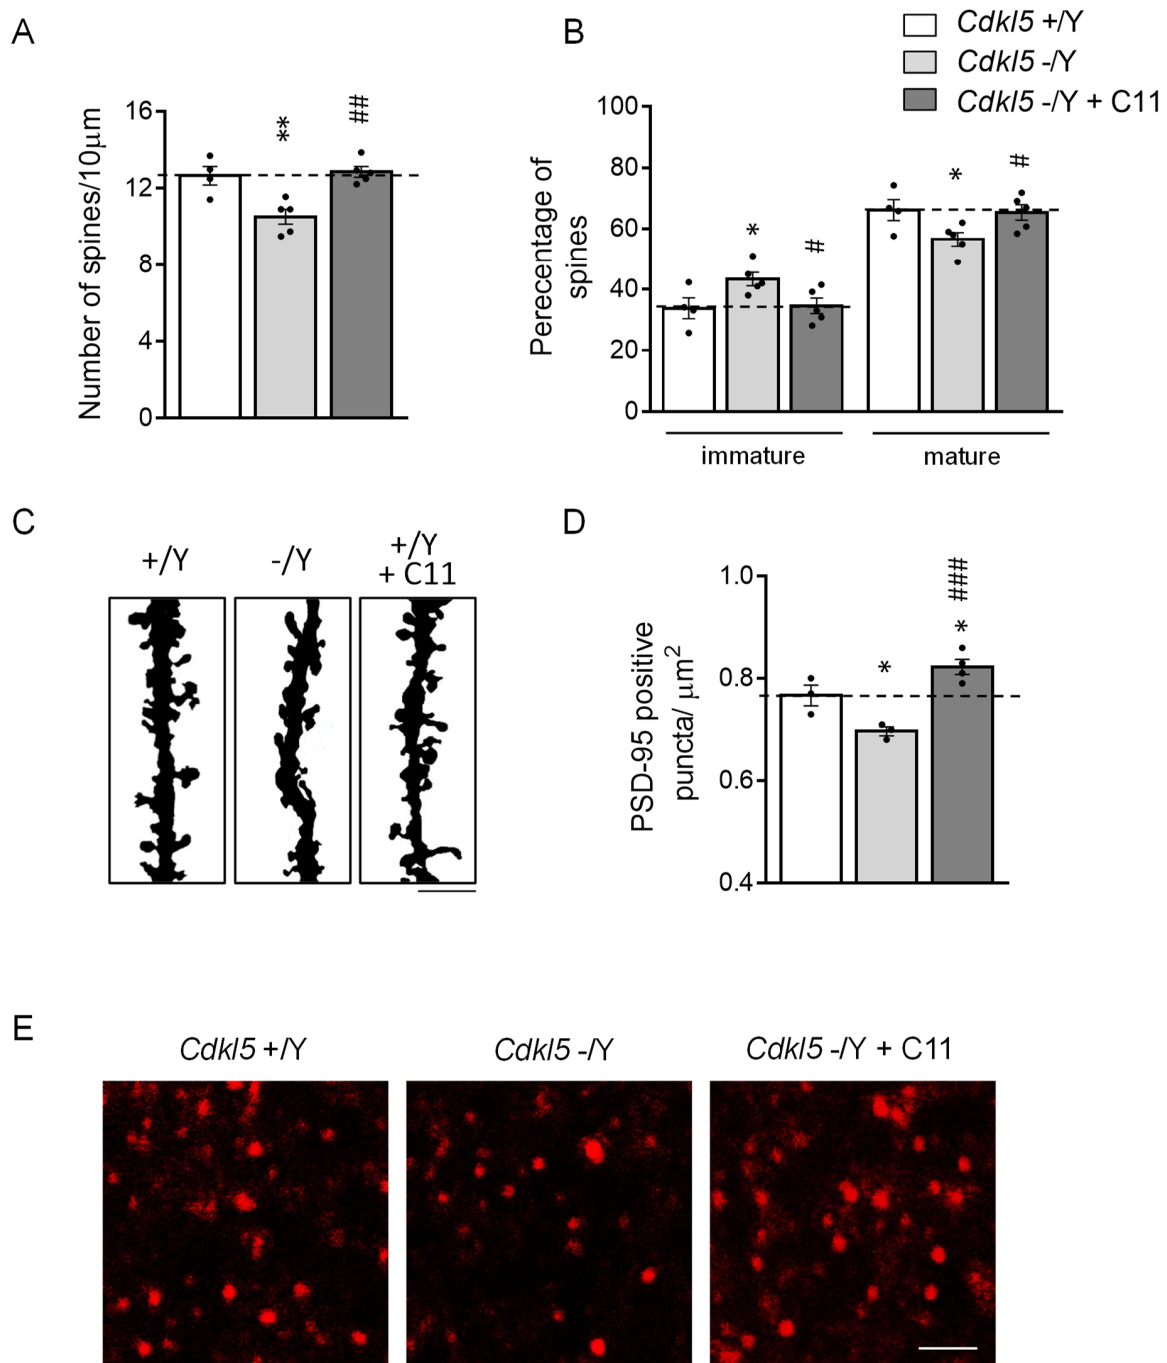 A
Number of spines/10μm
16
12
8
4
0
**
##
B
Cdkl5 +/Y
Cdkl5 -/Y
Cdkl5 -/Y + C11
Perecentage of
spines
100
80
60
40
20
0
*
#
*
#
immature
mature
C
+/Y
-/Y
+/Y
+ C11
D
PSD-95 positive
puncta/ μm2
1.0
0.8
0.6
0.4
*
###
*
E
Cdkl5 +/Y
Cdkl5 -/Y
Cdkl5 -/Y + C11